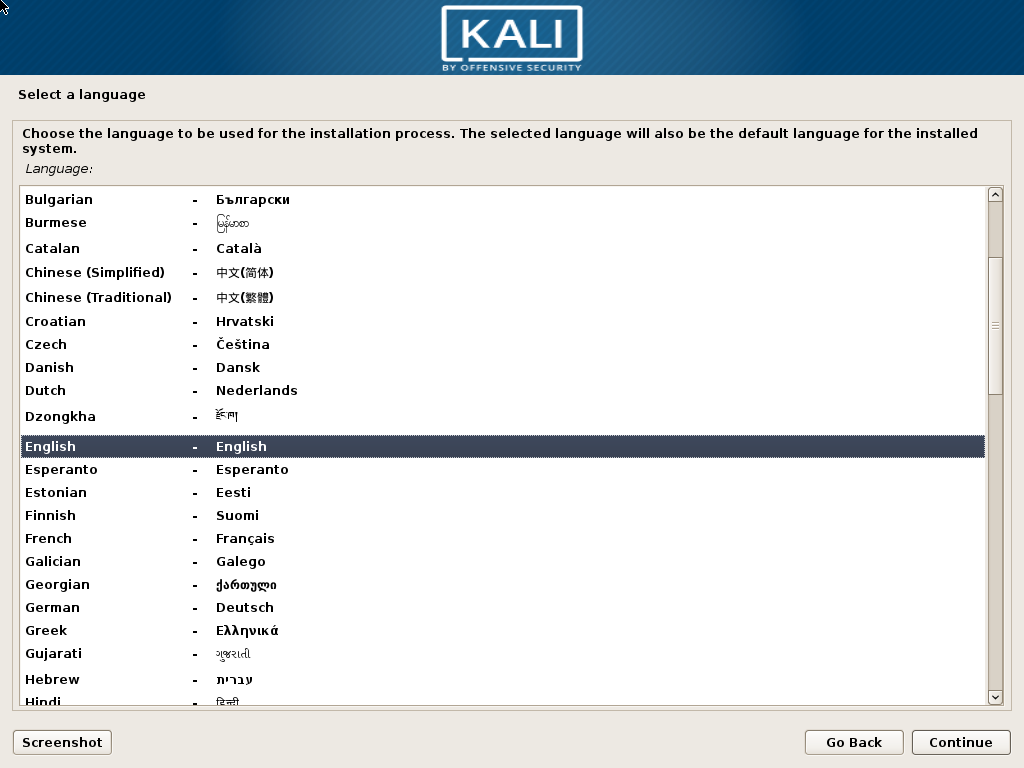 KALI
BY OFFENSIVE SECURITY
Select a language
Choose the language to be used for the installation process. The selected language will also be the default language for the installed
system.
Language:
Bulgarian - Български
Burmese - မြန်မာစာ
Catalan - Català
Chinese (Simplified) - 中文(简体)
Chinese (Traditional) - 中文(繁體)
Croatian - Hrvatski
Czech - Čeština
Danish - Dansk
Dutch - Nederlands
Dzongkha - རྫོང་ཁ།
English - English
Esperanto - Esperanto
Estonian - Eesti
Finnish - Suomi
French - Français
Galician - Galego
Georgian - ქართული
German - Deutsch
Greek - Ελληνικά
Gujarati - ગુજરાતી
Hebrew - עברית
Hindi - हिन्दी
Screenshot
Go Back
Continue